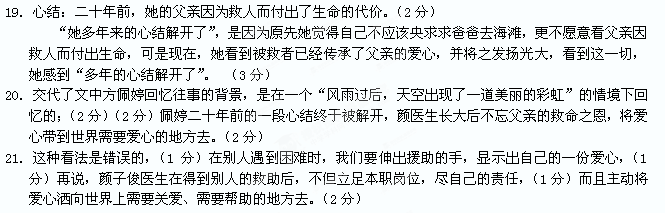 19. 心结：二十年前，她的父亲因为救人而付出了生命的代价。（2 分）
“她多年来的心结解开了”，是因为原先她觉得自己不应该央求求爸爸去海滩，更不愿意看父亲因
救人而付出生命，可是现在，她看到被救者已经传承了父亲的爱心，并将之发扬光大，看到这一切，
她感到“多年的心结解开了”。 （3 分）
20. 交代了文中方佩婷回忆往事的背景，是在一个“风雨过后，天空出现了一道美丽的彩虹”的情境下回
忆的；（2 分）（2 分）佩婷二十年前的一段心结终于被解开，颜医生长大后不忘父亲的救命之恩，将爱
心带到世界需要爱心的地方去。（2 分）
21. 这种看法是错误的，（1 分）在别人遇到困难时，我们要伸出援助的手，显示出自己的一份爱心，（1
分）再说，颜子俊医生在得到别人的救助后，不但立足本职岗位，尽自己的责任，（1 分）而且主动将
爱心洒向世界上需要关爱、需要帮助的地方去。（2 分）